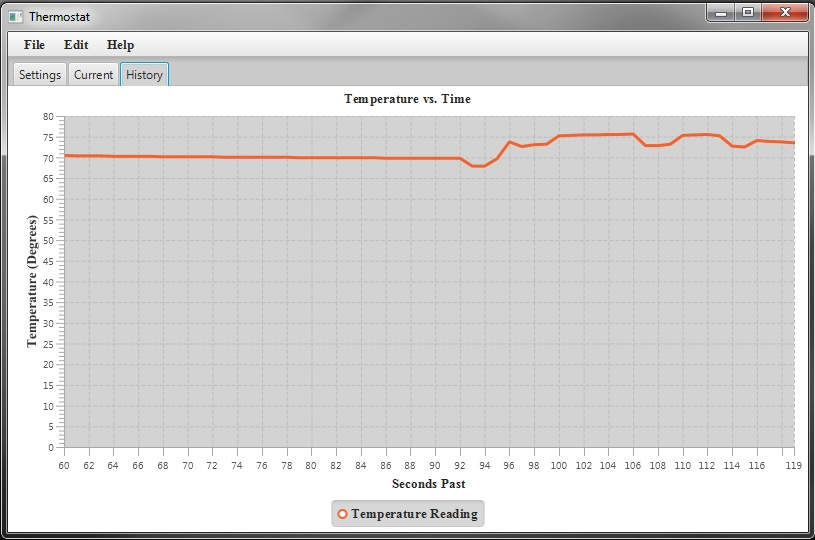 Thermostat
File Edit Help
Settings Current History
Temperature vs. Time
80
75
70
65
60
55
50
45
40
35
30
25
20
15
10
5
0
Temperature (Degrees)
60 62 64 66 68 70 72 74 76 78 80 82 84 86 88 90 92 94 96 98 100 102 104 106 108 110 112 114 116 119
Seconds Past
Temperature Reading